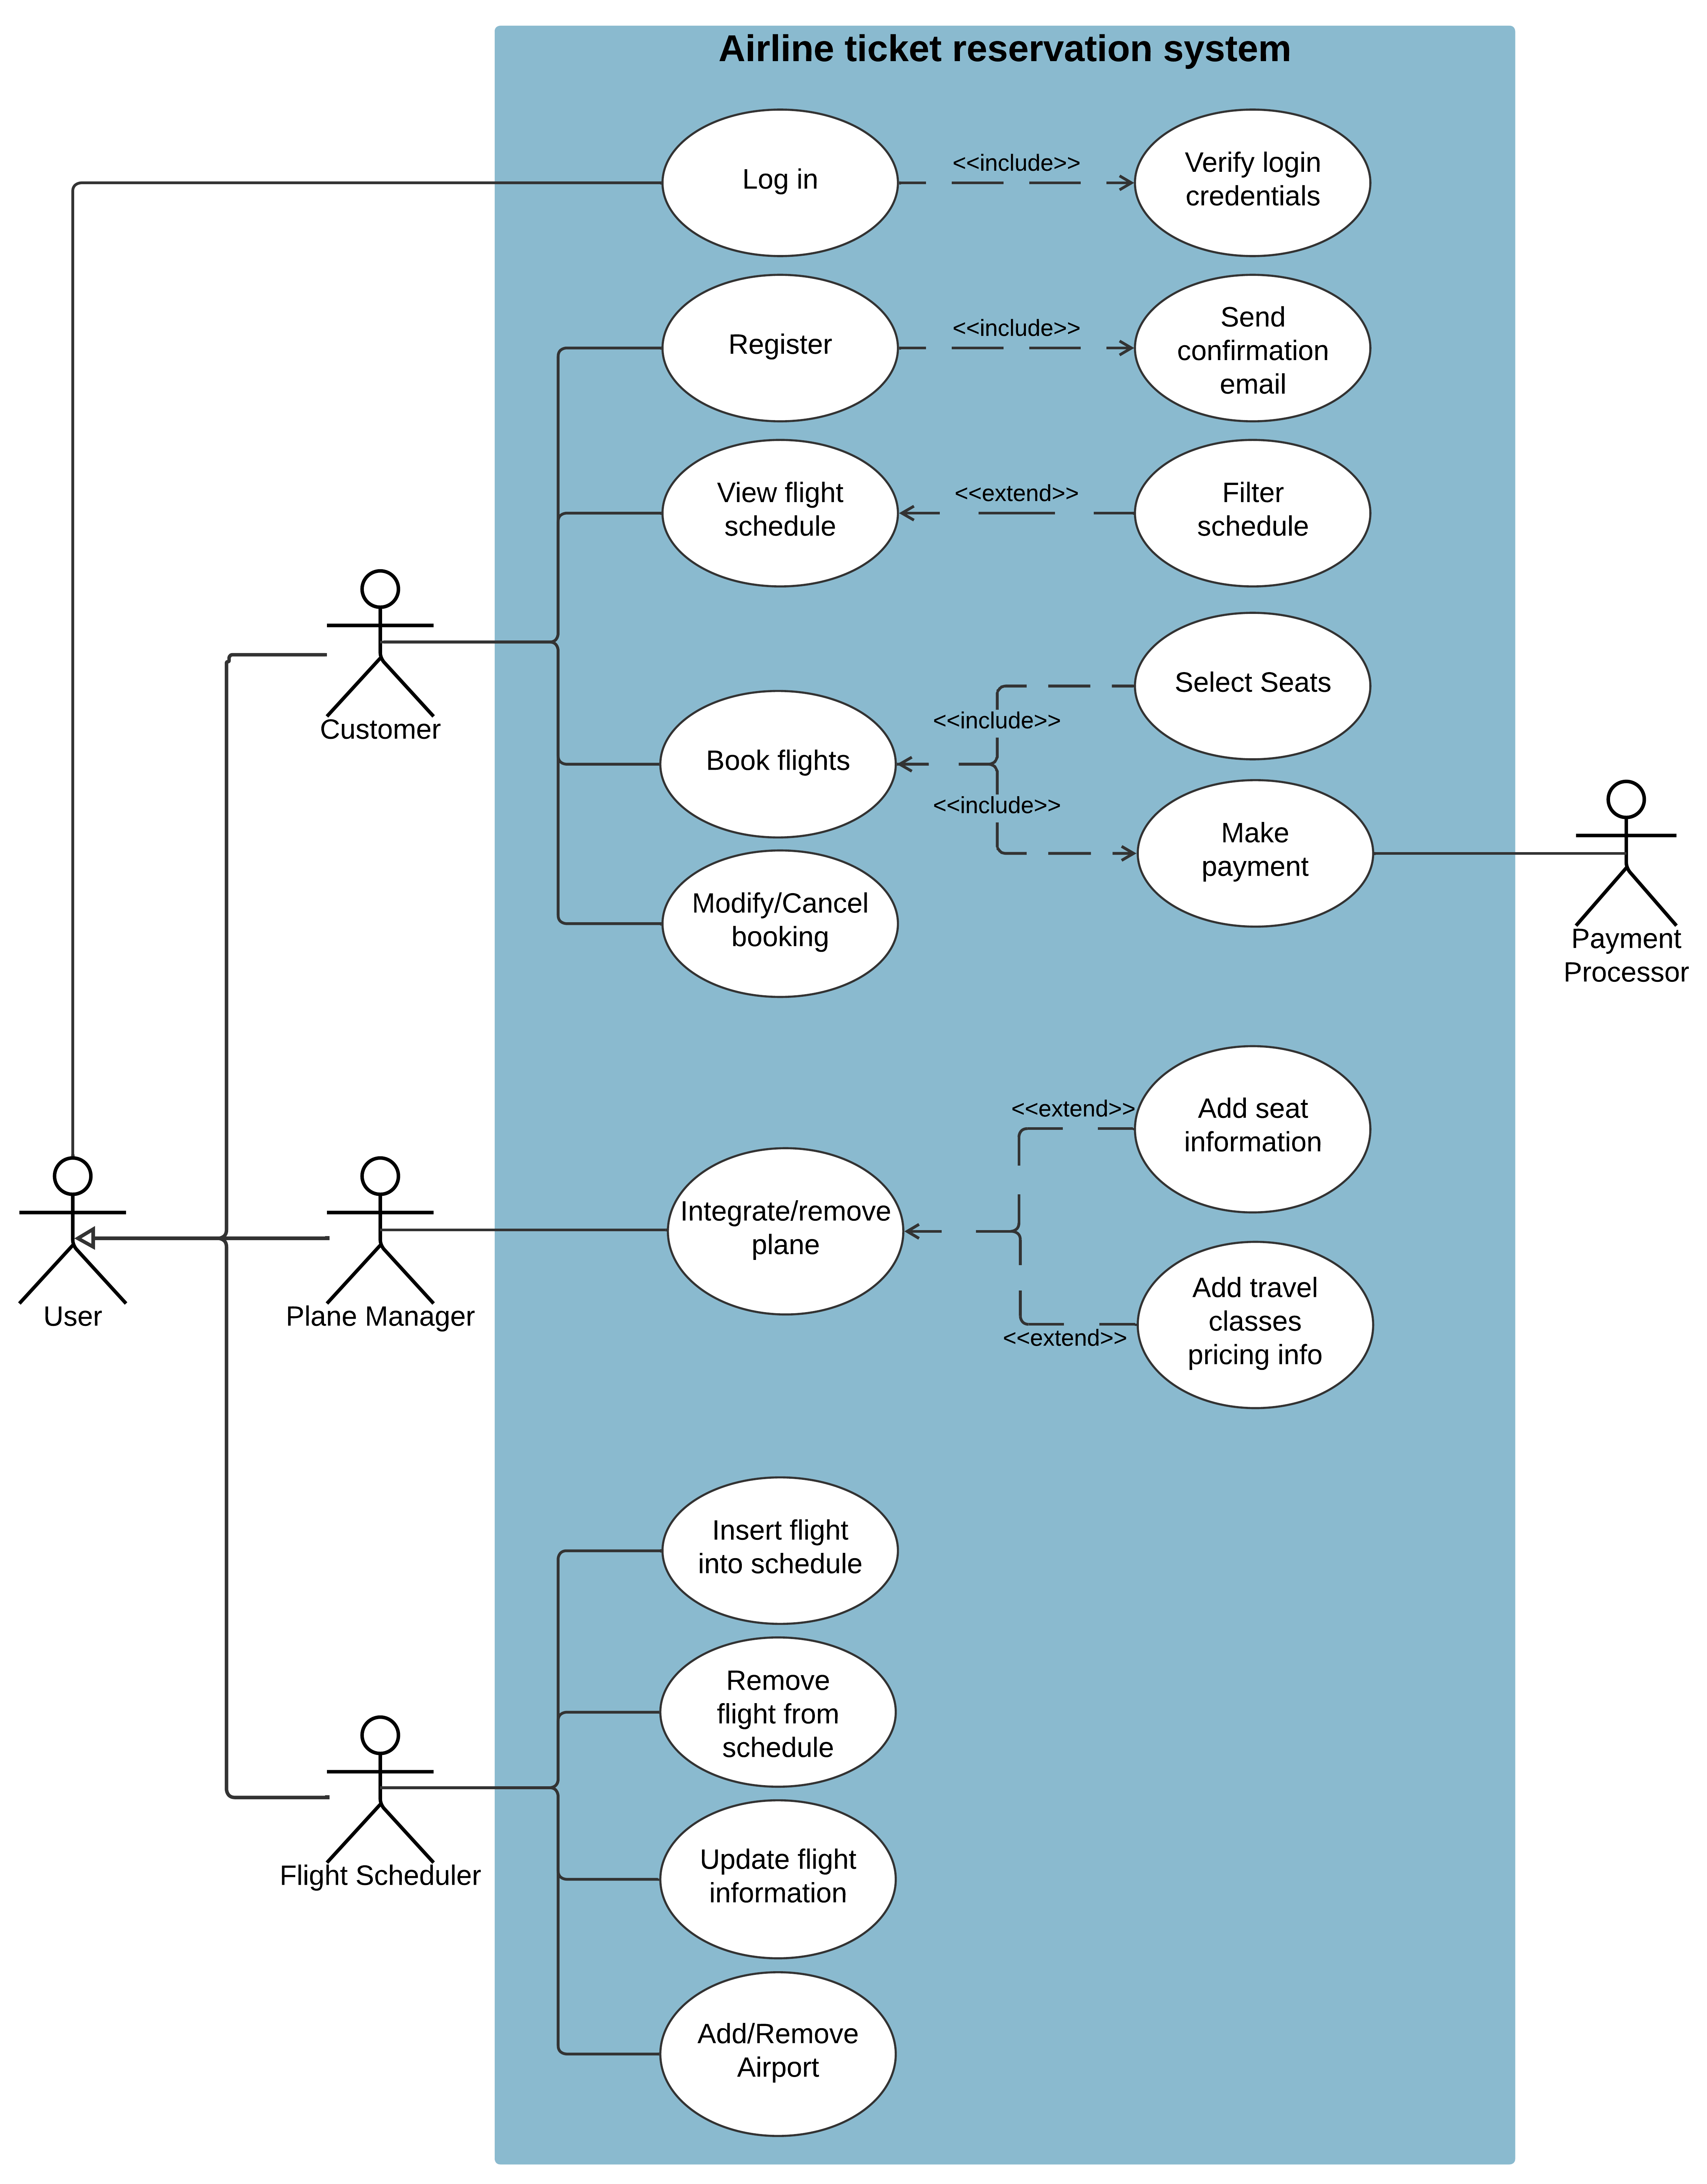 Airline ticket reservation system
Log in
<<include>>
Verify login
credentials
Register
<<include>>
Send
confirmation
email
View flight
schedule
<<extend>>
Filter
schedule
Customer
Select Seats
<<include>>
Book flights
<<include>>
Make
payment
Modify/Cancel
booking
Payment
Processor
<<extend>>
Add seat
information
User
Plane Manager
Integrate/remove
plane
Add travel
classes
pricing info
<<extend>>
Insert flight
into schedule
Remove
flight from
schedule
Flight Scheduler
Update flight
information
Add/Remove
Airport